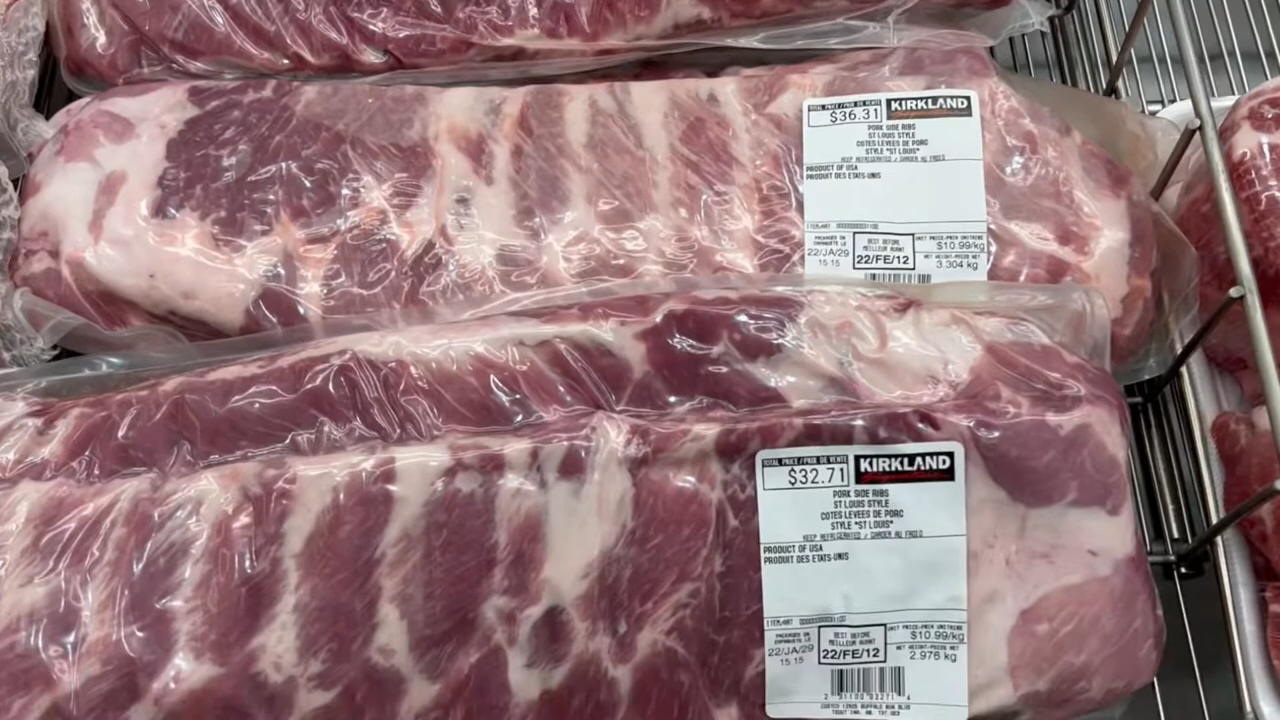 TOTAL PRICE / PRIX DE VENTE
$36.31
KIRKLAND
Signature
PORK SIDE RIBS
ST LOUIS STYLE
COTES LEVEES DE PORC
STYLE "ST LOUIS"
KEEP REFRIGERATED / GARDER AU FROID
PRODUCT OF USA
PRODUIT DES ETATS-UNIS
PACKAGED ON
EMPAQUETE LE
22/JA/29
15 15
BEST BEFORE
MEILLEUR AVANT
22/FE/12
UNIT PRICE-PRIX UNITAIRE
$10.99/kg
NET WEIGHT-POIDS NET
3.304 kg
TOTAL PRICE / PRIX DE VENTE
$32.71
KIRKLAND
Signature
PORK SIDE RIBS
ST LOUIS STYLE
COTES LEVEES DE PORC
STYLE "ST LOUIS"
KEEP REFRIGERATED / GARDER AU FROID
PRODUCT OF USA
PRODUIT DES ETATS-UNIS
PACKAGED ON
EMPAQUETE LE
22/JA/29
15 15
BEST BEFORE
MEILLEUR AVANT
22/FE/12
UNIT PRICE-PRIX UNITAIRE
$10.99/kg
NET WEIGHT-POIDS NET
2.976 kg